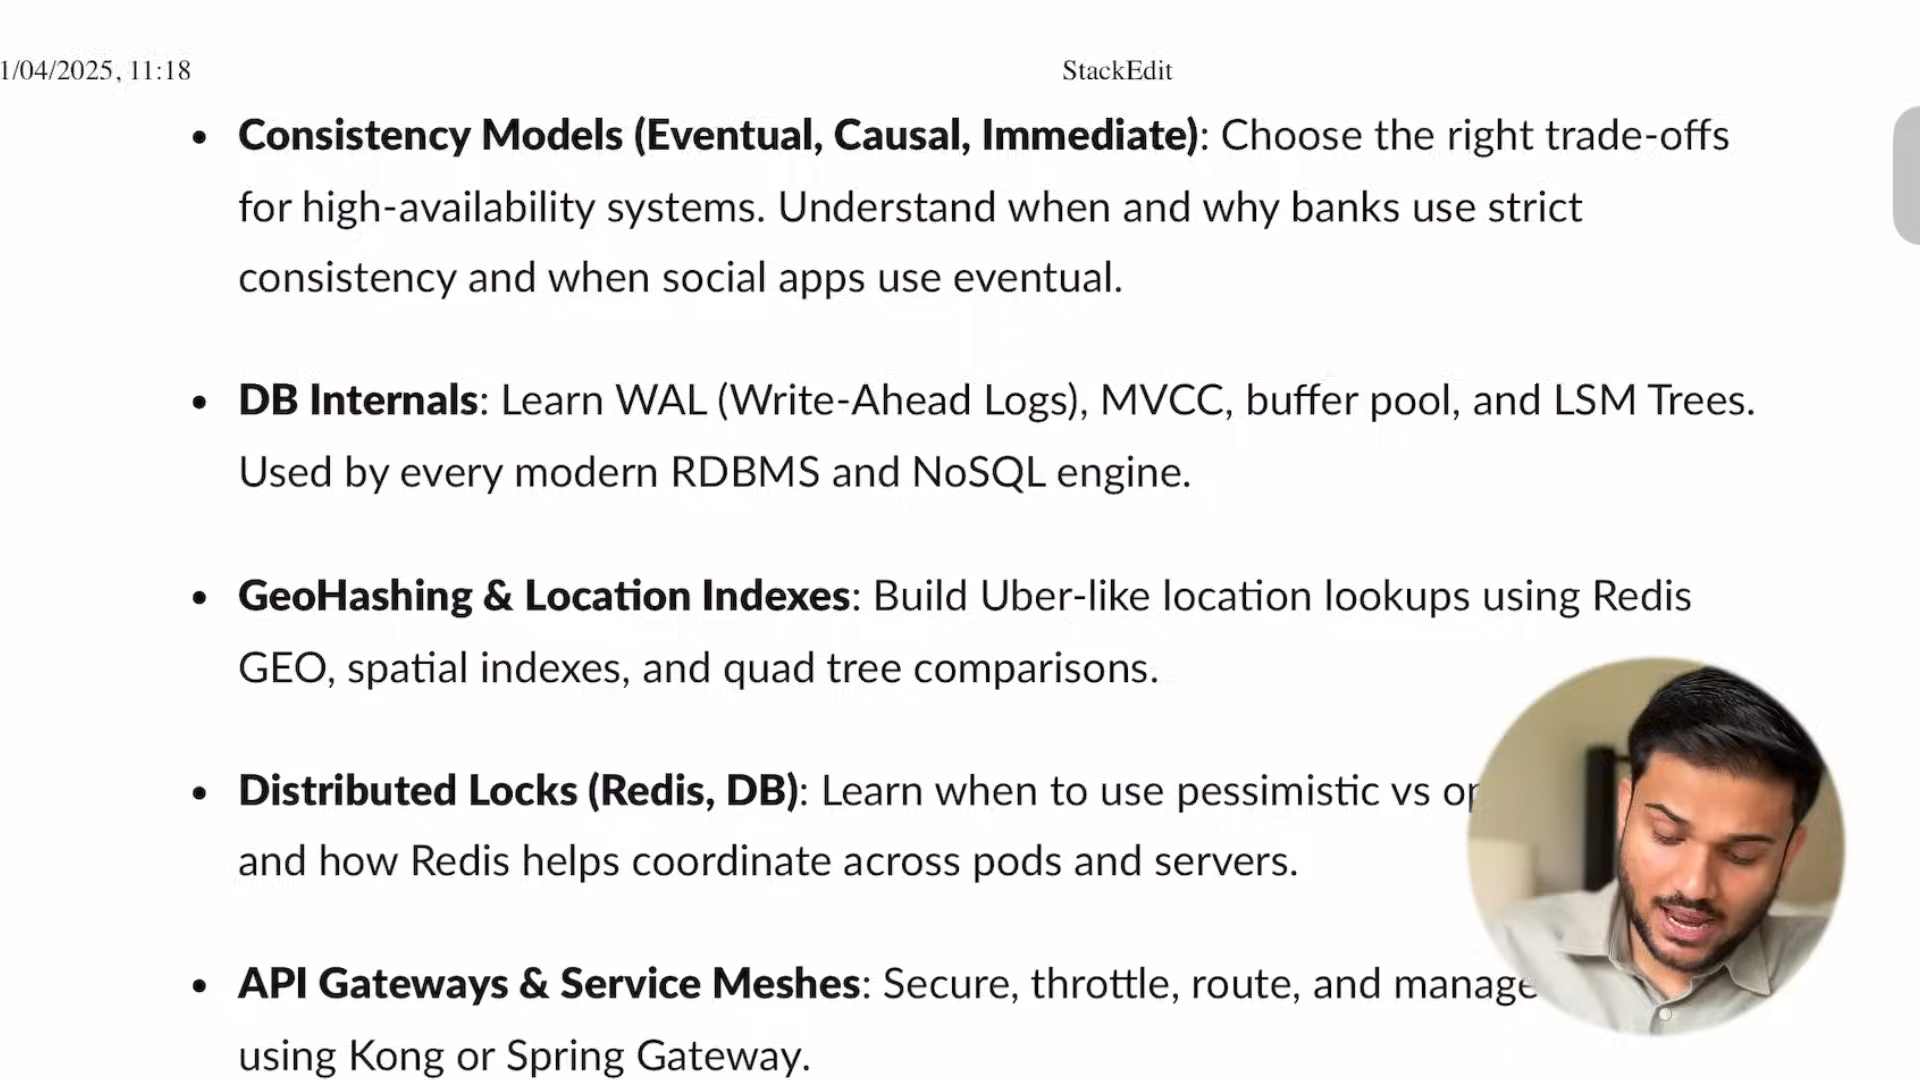 1/04/2025, 11:18 StackEdit
• Consistency Models (Eventual, Causal, Immediate): Choose the right trade-offs
for high-availability systems. Understand when and why banks use strict
consistency and when social apps use eventual.
• DB Internals: Learn WAL (Write-Ahead Logs), MVCC, buffer pool, and LSM Trees.
Used by every modern RDBMS and NoSQL engine.
• GeoHashing & Location Indexes: Build Uber-like location lookups using Redis
GEO, spatial indexes, and quad tree comparisons.
• Distributed Locks (Redis, DB): Learn when to use pessimistic vs
and how Redis helps coordinate across pods and servers.
• API Gateways & Service Meshes: Secure, throttle, route, and manage
using Kong or Spring Gateway.